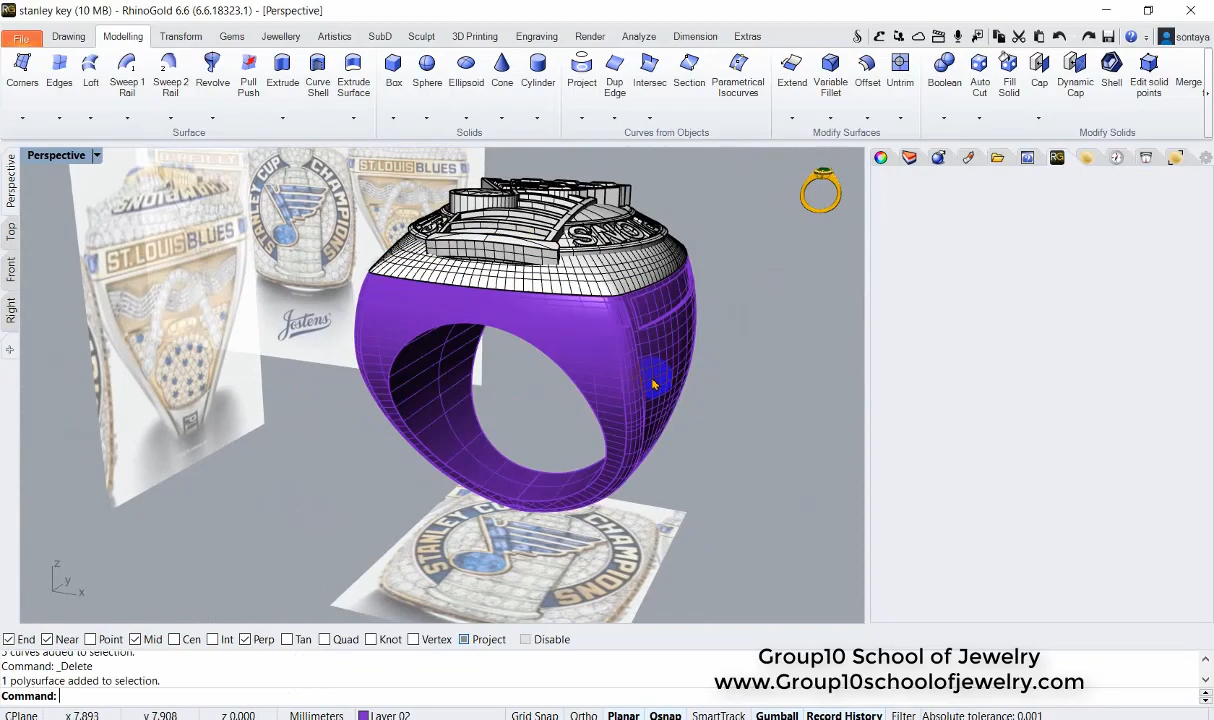 stanley key (10 MB) - RhinoGold 6.6 (6.6.18323.1) - [Perspective]
File Drawing Modelling Transform Gems Jewellery Artistics SubD Sculpt 3D Printing Engraving Render Analyze Dimension Extras
sontaya
Corners Edges Loft Sweep 1 Rail Sweep 2 Rail Revolve Pull Push Extrude Curve Shell Extrude Surface
Box Sphere Ellipsoid Cone Cylinder
Project Dup Edge Intersec Section Parametrical Isocurves
Extend Variable Fillet Offset Untrim
Boolean Auto Cut Fill Solid Cap Dynamic Cap Shell Edit solid points Merge
Surface Solids Curves from Objects Modify Surfaces Modify Solids
Perspective
Perspective
Top
Front
Right
ST.LOUIS BLUES
STANLEY CUP CHAMPIONS
ST.LOUIS BLUES
Jostens
STANLEY CHAMPIONS
z
y
x
End Near Point Mid Cen Int Perp Tan Quad Knot Vertex Project Disable
5 curves added to selection.
Command: _Delete
1 polysurface added to selection.
Command:
Group10 School of Jewelry
www.Group10schoolofjewelry.com
CPlane x 7.893 y 7.908 z 0.000 Millimeters Layer 02 Grid Snap Ortho Planar Osnap SmartTrack Gumball Record History Filter Absolute tolerance: 0.001